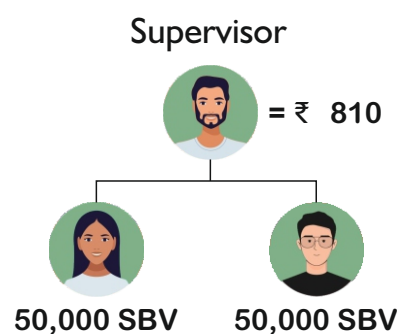 Supervisor
= ₹ 810
50,000 SBV
50,000 SBV